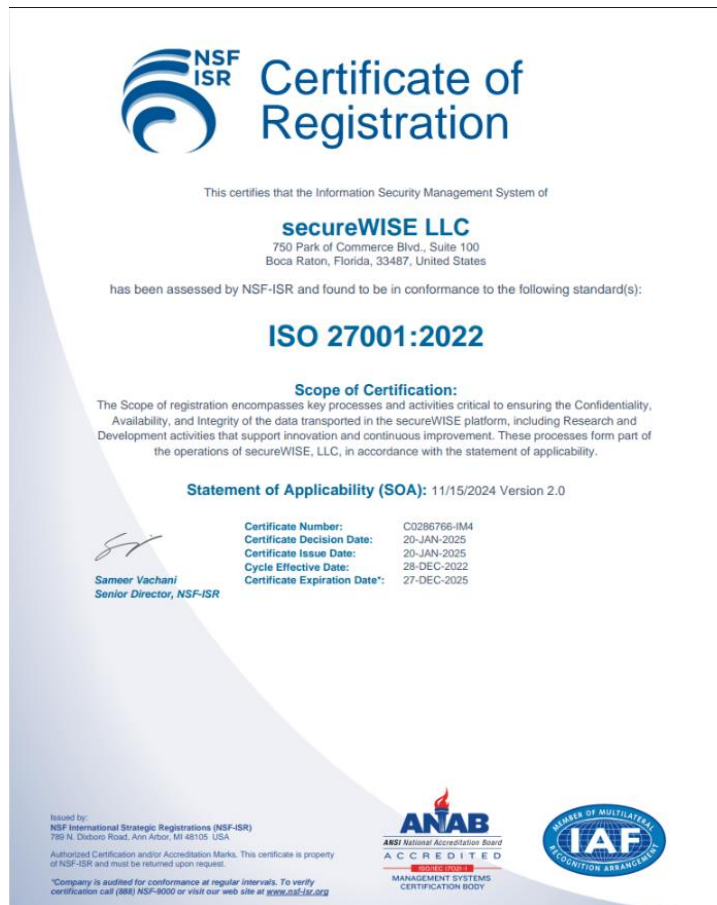 NSF
ISR
Certificate of
Registration
This certifies that the Information Security Management System of
secureWISE LLC
750 Park of Commerce Blvd., Suite 100
Boca Raton, Florida, 33487, United States
has been assessed by NSF-ISR and found to be in conformance to the following standard(s):
ISO 27001:2022
Scope of Certification:
The Scope of registration encompasses key processes and activities critical to ensuring the Confidentiality,
Availability, and Integrity of the data transported in the secureWISE platform, including Research and
Development activities that support innovation and continuous improvement. These processes form part of
the operations of secureWISE, LLC, in accordance with the statement of applicability.
Statement of Applicability (SOA): 11/15/2024 Version 2.0
Certificate Number: C0286766-IM4
Certificate Decision Date: 20-JAN-2025
Certificate Issue Date: 20-JAN-2025
Cycle Effective Date: 28-DEC-2022
Certificate Expiration Date*: 27-DEC-2025
Sameer Vachani
Senior Director, NSF-ISR
Issued by:
NSF International Strategic Registrations (NSF-ISR)
789 N. Dixboro Road, Ann Arbor, MI 48105 USA
Authorized Certification and/or Accreditation Marks. This certificate is property
of NSF-ISR and must be returned upon request.
*Company is audited for conformance at regular intervals. To verify
certification call (888) NSF-9000 or visit our web site at www.nsf-isr.org
ANAB
ANSI National Accreditation Board
ACCREDITED
ISO/IEC 17021-1
MANAGEMENT SYSTEMS
CERTIFICATION BODY
MEMBER OF MULTILATERAL
IAF
RECOGNITION ARRANGEMENT